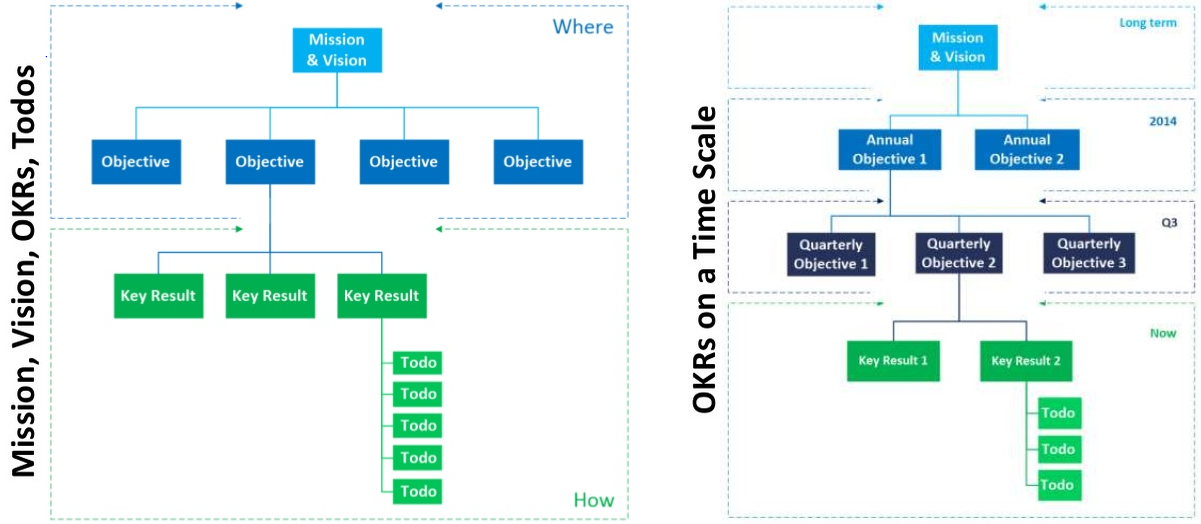 Mission, Vision, OKRs, Todos
Where
Mission
& Vision
Objective
Objective
Objective
Objective
Key Result
Key Result
Key Result
Todo
Todo
Todo
Todo
Todo
How
OKRs on a Time Scale
Long term
Mission
& Vision
2014
Annual
Objective 1
Annual
Objective 2
Q3
Quarterly
Objective 1
Quarterly
Objective 2
Quarterly
Objective 3
Now
Key Result 1
Key Result 2
Todo
Todo
Todo